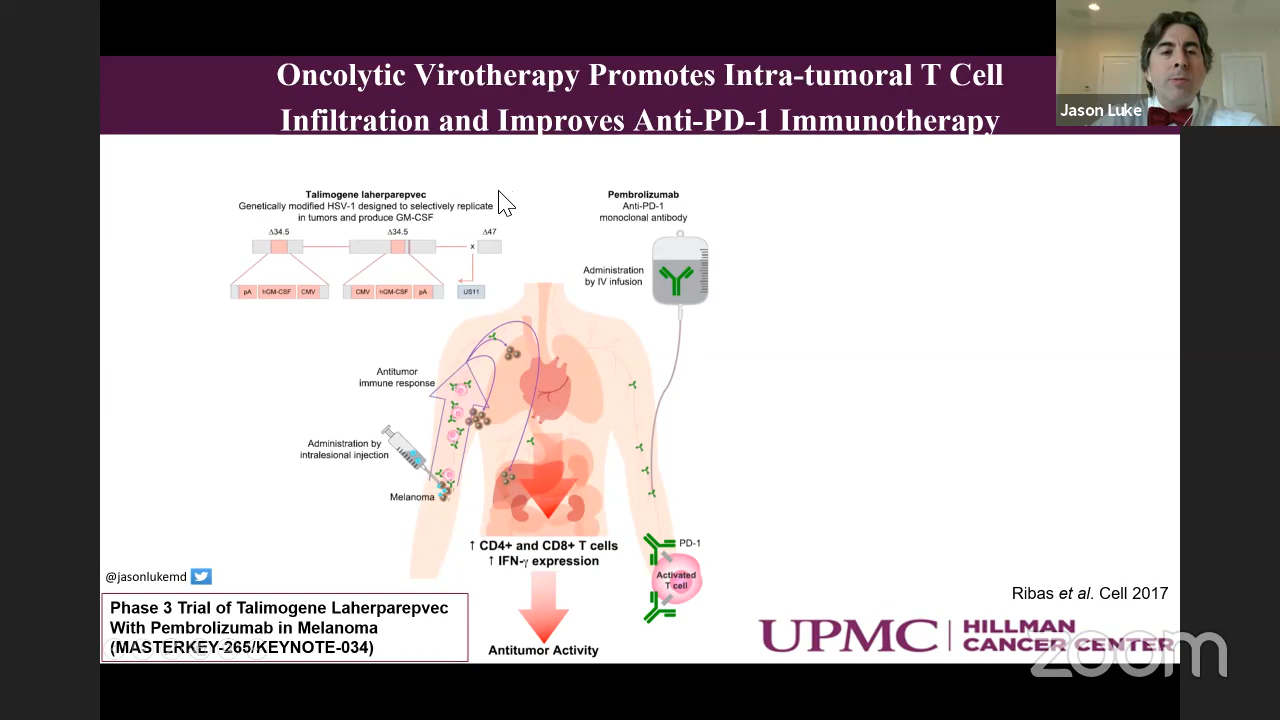 Oncolytic Virotherapy Promotes Intra-tumoral T Cell
Infiltration and Improves Anti-PD-1 Immunotherapy
Jason Luke
Talimogene laherparepvec
Genetically modified HSV-1 designed to selectively replicate
in tumors and produce GM-CSF
Δ34.5
Δ34.5
Δ47
x
pA
hGM-CSF
CMV
CMV
hGM-CSF
pA
US11
Pembrolizumab
Anti-PD-1
monoclonal antibody
Administration
by IV infusion
Antitumor
immune response
Administration by
intralesional injection
Melanoma
↑ CD4+ and CD8+ T cells
↑ IFN-γ expression
Antitumor Activity
PD-1
Activated
T cell
@jasonlukemd
Phase 3 Trial of Talimogene Laherparepvec
With Pembrolizumab in Melanoma
(MASTERKEY-265/KEYNOTE-034)
Ribas et al. Cell 2017
UPMC
HILLMAN
CANCER CENTER
zoom